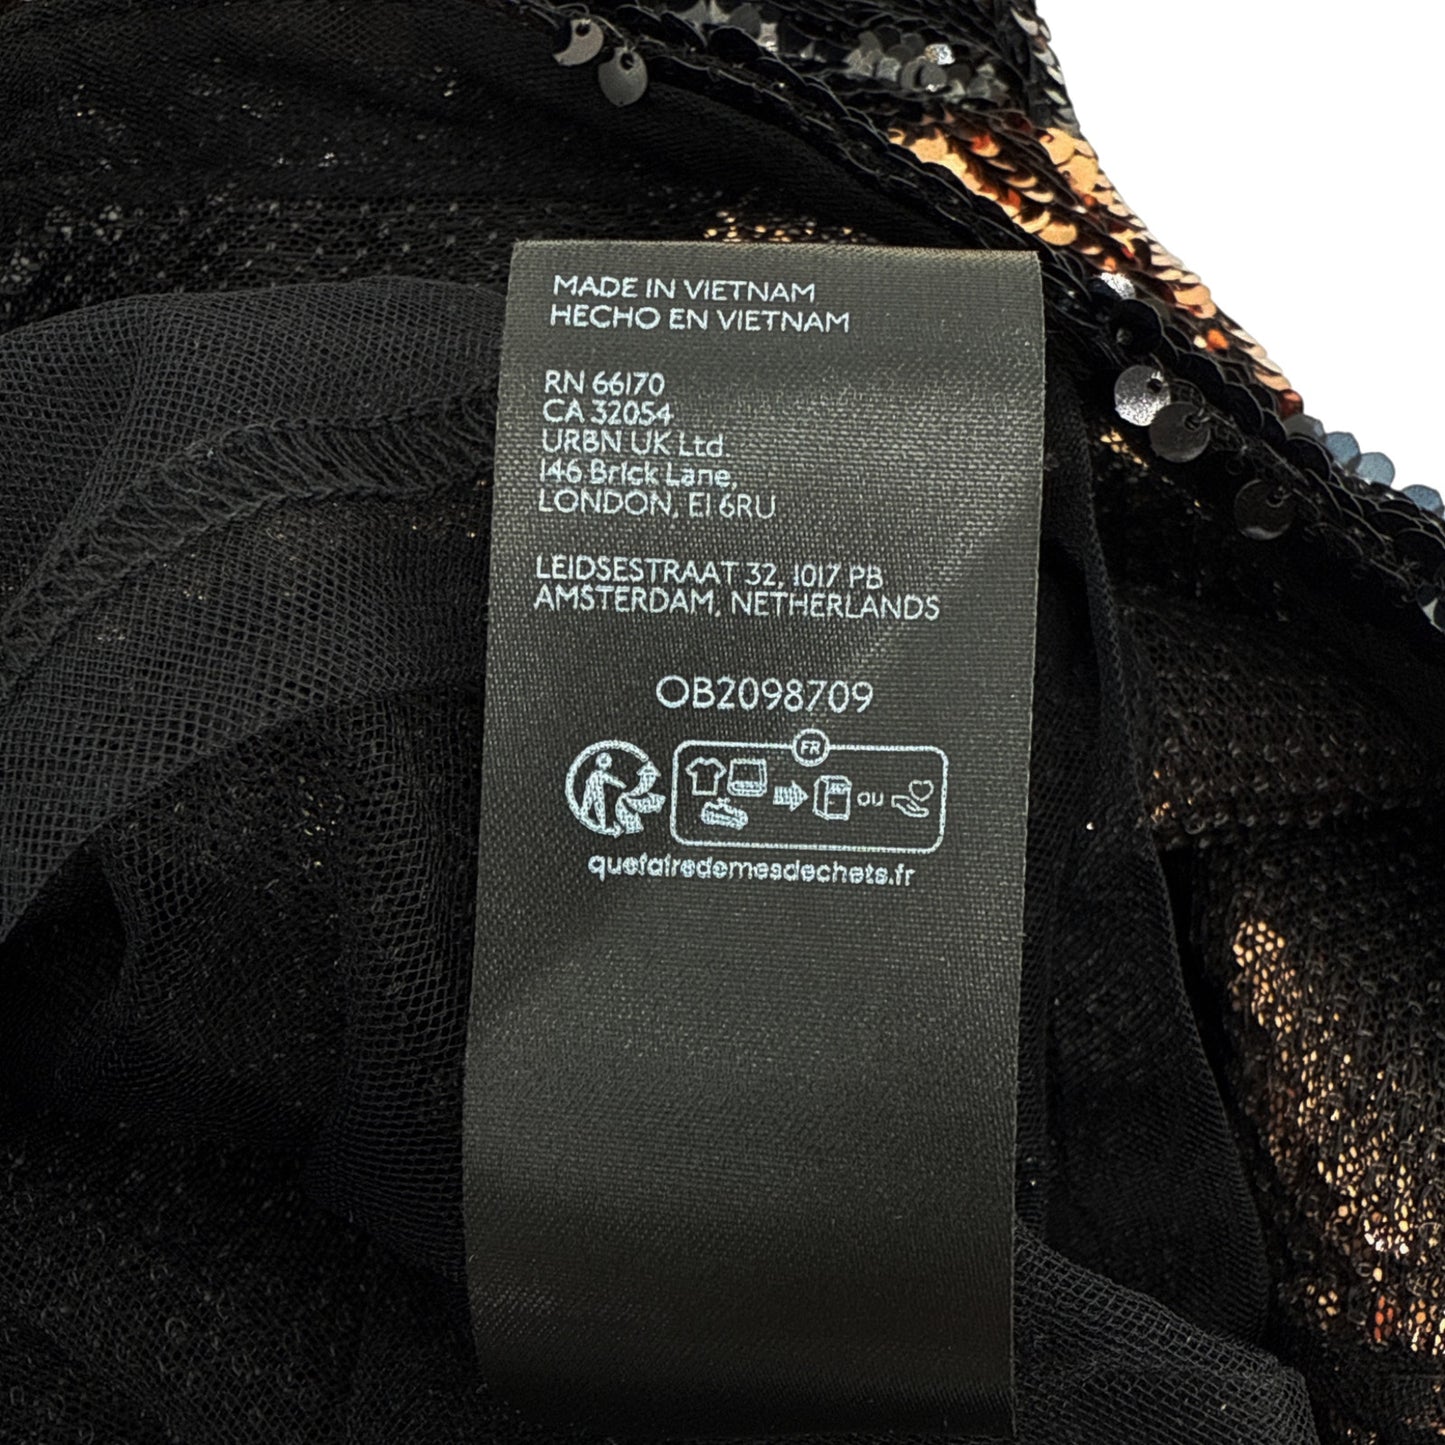 MADE IN VIETNAM
HECHO EN VIETNAM
RN 66170
CA 32054
URBN UK Ltd.
146 Brick Lane,
LONDON, E1 6RU
LEIDSESTRAAT 32, 1017 PB
AMSTERDAM, NETHERLANDS
OB2098709
FR
OU
quefairedemesdechets.fr